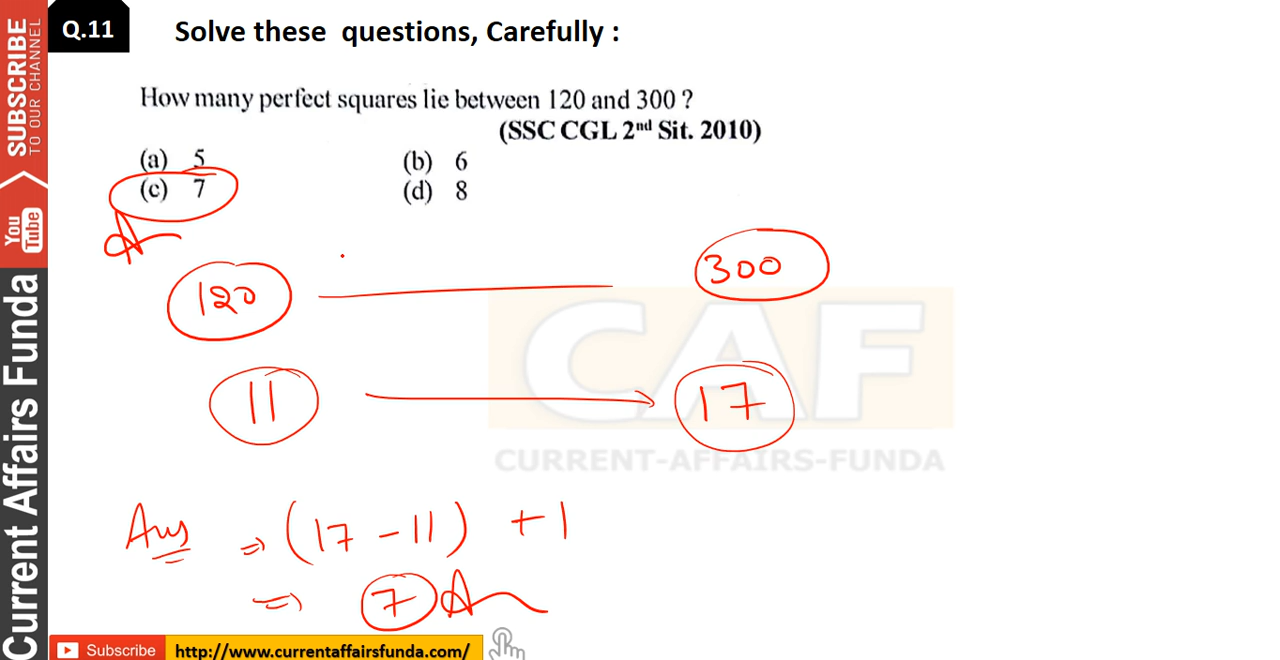 Q.11 Solve these questions, Carefully :
How many perfect squares lie between 120 and 300 ?
(SSC CGL 2nd Sit. 2010)
(a) 5 (b) 6
(c) 7 (d) 8
120 300
11 17
CAF
CURRENT-AFFAIRS-FUNDA
Ans ⇒ (17 - 11) + 1
⇒ 7
Subscribe http://www.currentaffairsfunda.com/
SUBSCRIBE
TO OUR CHANNEL
You
Tube
Current Affairs Funda